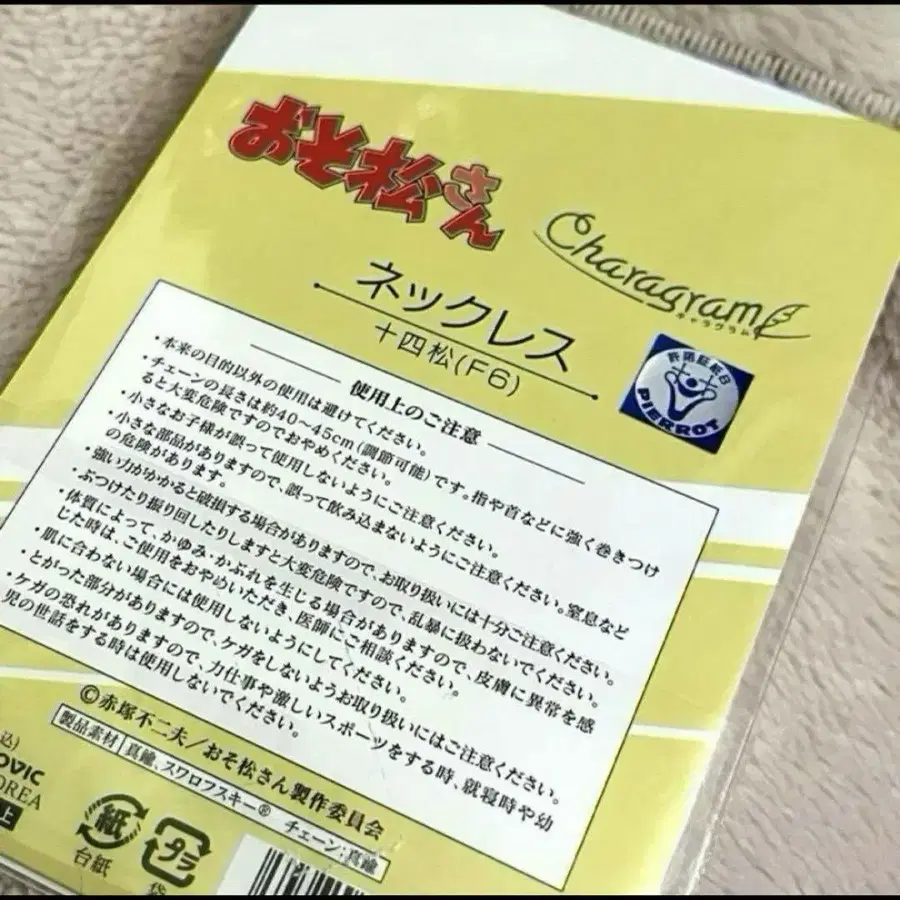 おそ松さん
Charagram
キャラグラム
ネックレス
十四松(F6)
許諾証紙B
PIERROT
使用上のご注意
・本来の目的以外の使用は避けてください。
・チェーンの長さは約40～45cm(調節可能)です。指や首などに強く巻きつけ
ると大変危険ですのでおやめください。
・小さなお子様が誤って使用しないようにご注意ください。
・小さな部品がありますので、誤って飲み込まないようにご注意ください。窒息など
の危険があります。
・強い力がかかると破損する場合がありますので、お取り扱いには十分ご注意ください。
・ぶつけたり振り回したりしますと大変危険ですので、乱暴に扱わないでください。
・体質によって、かゆみ・かぶれを生じる場合がありますので、皮膚に異常を感
じた時は、ご使用をおやめいただき、医師にご相談ください。
・肌に合わない場合には使用しないようにしてください。
・とがった部分がありますので、ケガをしないようお取り扱いにはご注意ください。
・ケガの恐れがありますので、力仕事や激しいスポーツをする時、就寝時や幼
児の世話をする時は使用しないでください。
©赤塚不二夫/おそ松さん製作委員会
製品素材 真鍮、スワロフスキー® チェーン:真鍮
込)
OVIC
OREA
上
紙
台紙
プラ
袋